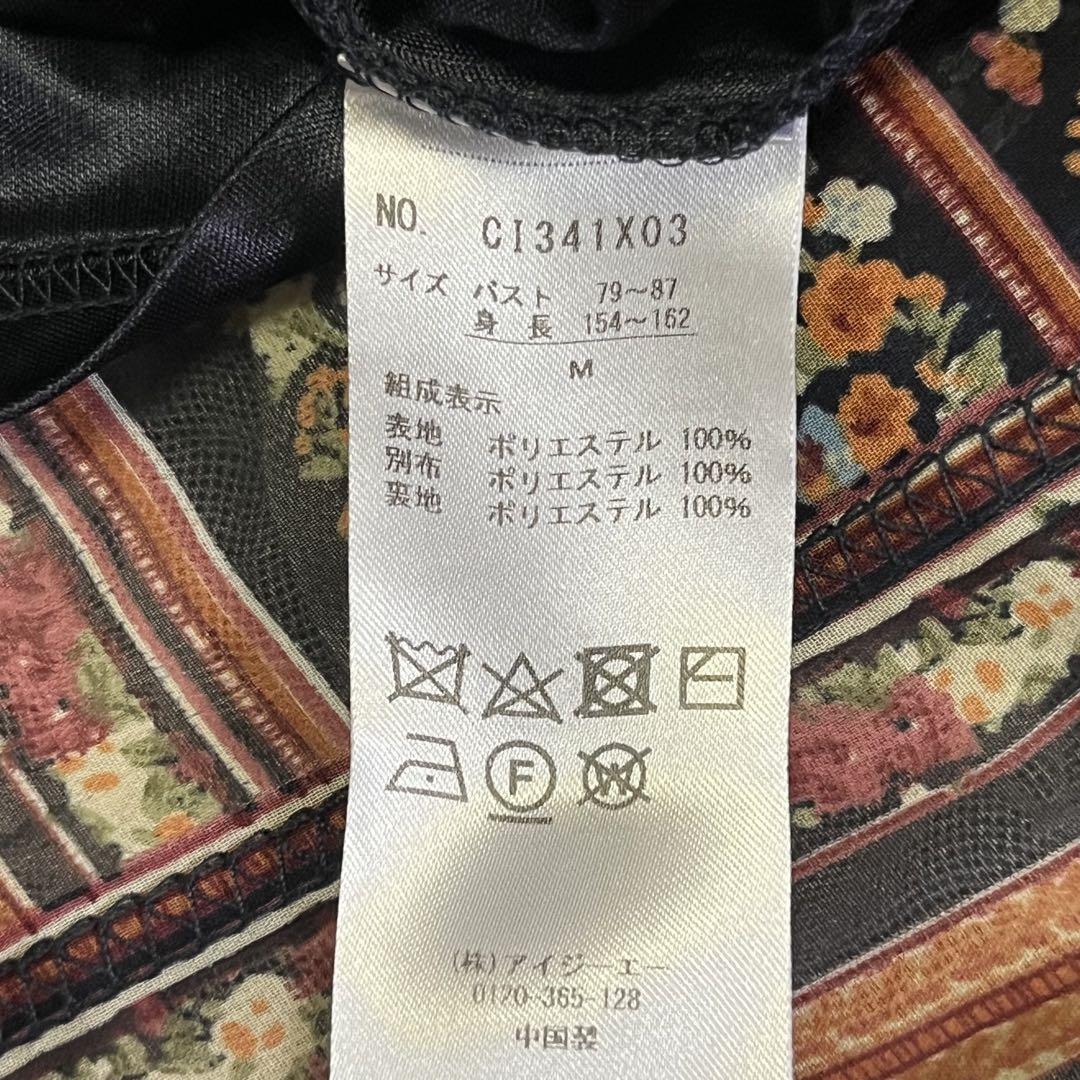 NO. CI341X03
サイズ バスト 79~87
身長 154~162
M
組成表示
表地 ポリエステル 100%
別布 ポリエステル 100%
裏地 ポリエステル 100%
F
W
(株)アイジーエー
0120-365-128
中国製